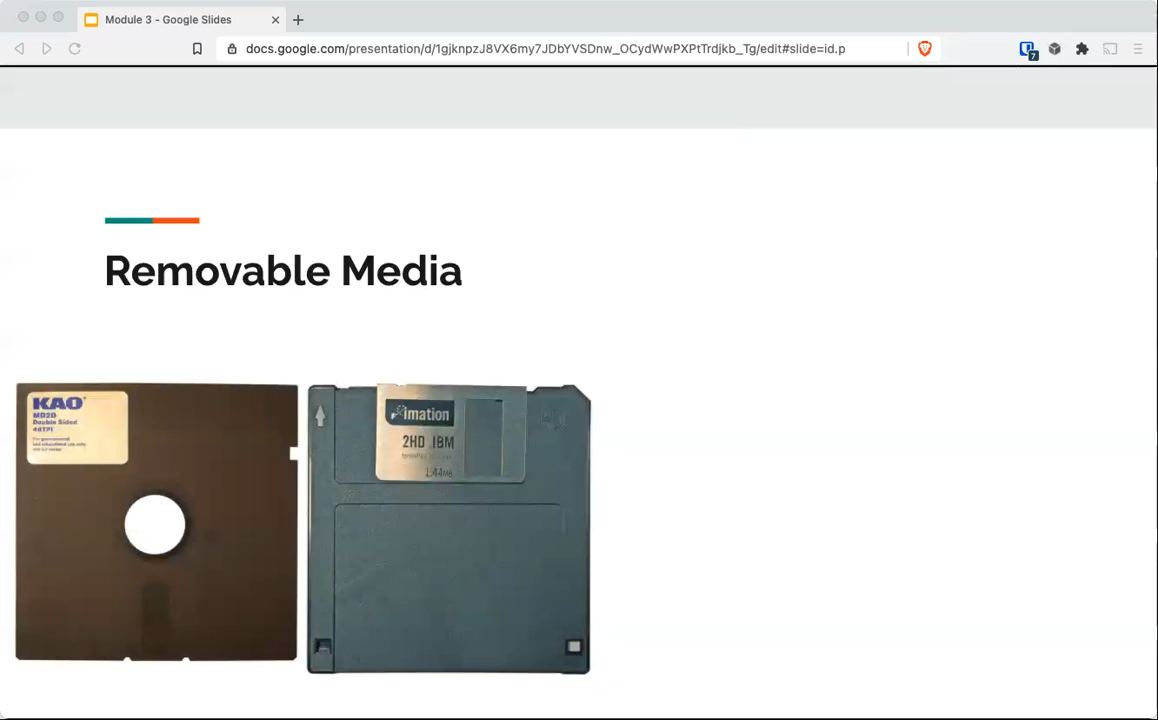 Module 3 - Google Slides
docs.google.com/presentation/d/1gjknpzJ8VX6my7JDbYVSDnw_OCydWwPXPtTrdjkb_Tg/edit#slide=id.p
7
Removable Media
KAO
MD2D
Double Sided
48TPI
imation
2HD IBM
1.44MB